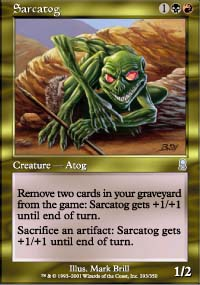 Sarcatog 1
Creature — Atog
Remove two cards in your graveyard
from the game: Sarcatog gets +1/+1
until end of turn.
Sacrifice an artifact: Sarcatog gets
+1/+1 until end of turn.
Illus. Mark Brill
™ & © 1993-2001 Wizards of the Coast, Inc. 293/350
1/2